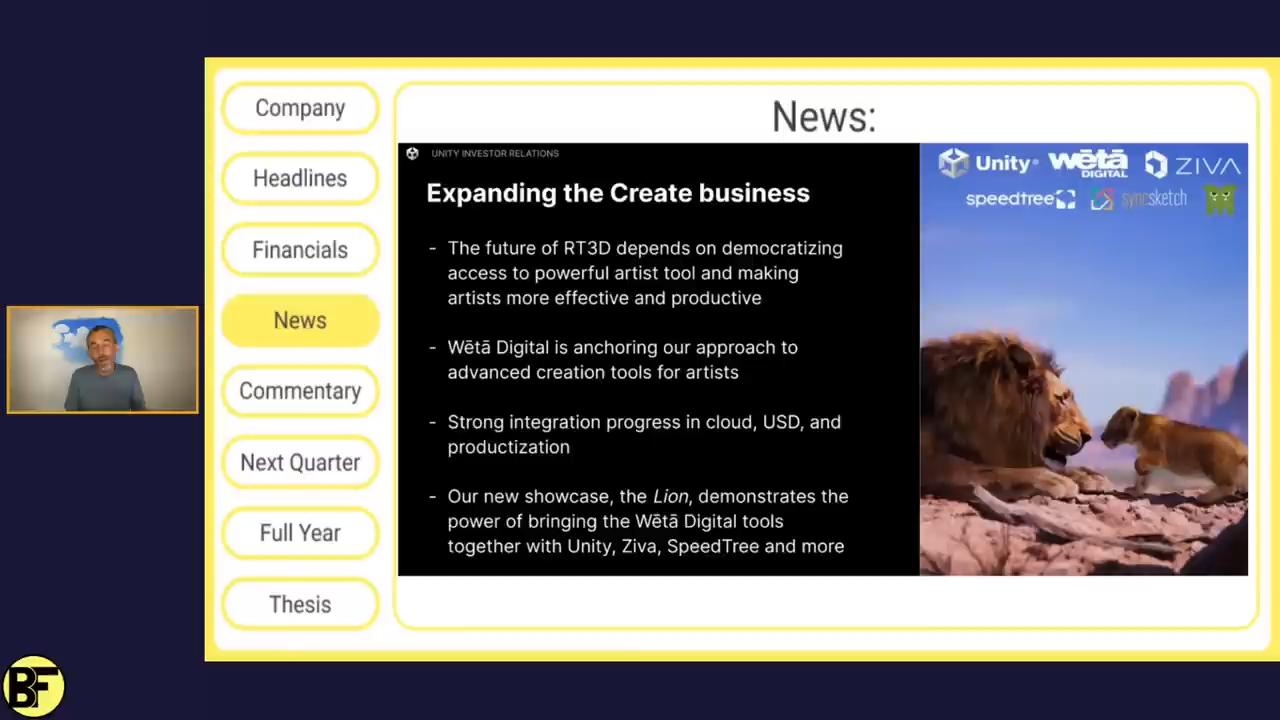 Company
Headlines
Financials
News
Commentary
Next Quarter
Full Year
Thesis
News:
UNITY INVESTOR RELATIONS
Expanding the Create business
- The future of RT3D depends on democratizing
access to powerful artist tool and making
artists more effective and productive
- Wētā Digital is anchoring our approach to
advanced creation tools for artists
- Strong integration progress in cloud, USD, and
productization
- Our new showcase, the Lion, demonstrates the
power of bringing the Wētā Digital tools
together with Unity, Ziva, SpeedTree and more
Unity® wētā DIGITAL ZIVA
speedtree syncsketch
BF